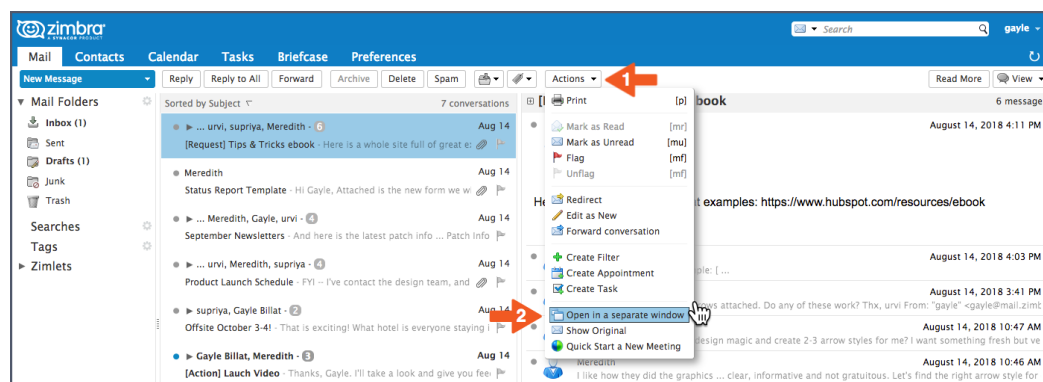 zimbra
A SYNACOR PRODUCT
Search
gayle
Mail Contacts Calendar Tasks Briefcase Preferences
New Message
Reply Reply to All Forward Archive Delete Spam Actions 1 Read More View
Mail Folders
Inbox (1)
Sent
Drafts (1)
Junk
Trash
Searches
Tags
Zimlets
Sorted by Subject 7 conversations
... urvi, supriya, Meredith - 6 Aug 14
[Request] Tips & Tricks ebook - Here is a whole site full of great e:
Meredith Aug 14
Status Report Template - Hi Gayle, Attached is the new form we wi
... Meredith, Gayle, urvi - 4 Aug 14
September Newsletters - And here is the latest patch info ... Patch Info
... urvi, Meredith, supriya - 4 Aug 14
Product Launch Schedule - FYI -- I've contact the design team, and
supriya, Gayle Billat - 2 Aug
Offsite October 3-4! - That is exciting! What hotel is everyone staying i
Gayle Billat, Meredith - 3 Aug 14
[Action] Lauch Video - Thanks, Gayle. I'll take a look and give you fee
Print [p]
Mark as Read [mr]
Mark as Unread [mu]
Flag [mf]
Unflag [mf]
Redirect
Edit as New
Forward conversation
Create Filter
Create Appointment
Create Task
2 Open in a separate window
Show Original
Quick Start a New Meeting
book 6 message
August 14, 2018 4:11 PM
He t examples: https://www.hubspot.com/resources/ebook
August 14, 2018 4:03 PM
ple: [ ...
August 14, 2018 3:41 PM
rows attached. Do any of these work? Thx, urvi From: "gayle" <gayle@mail.zimb
August 14, 2018 10:47 AM
design magic and create 2-3 arrow styles for me? I want something fresh but ve
Meredith August 14, 2018 10:46 AM
I like how they did the graphics ... clear, informative and not gratuitous. Let's find the right arrow style for